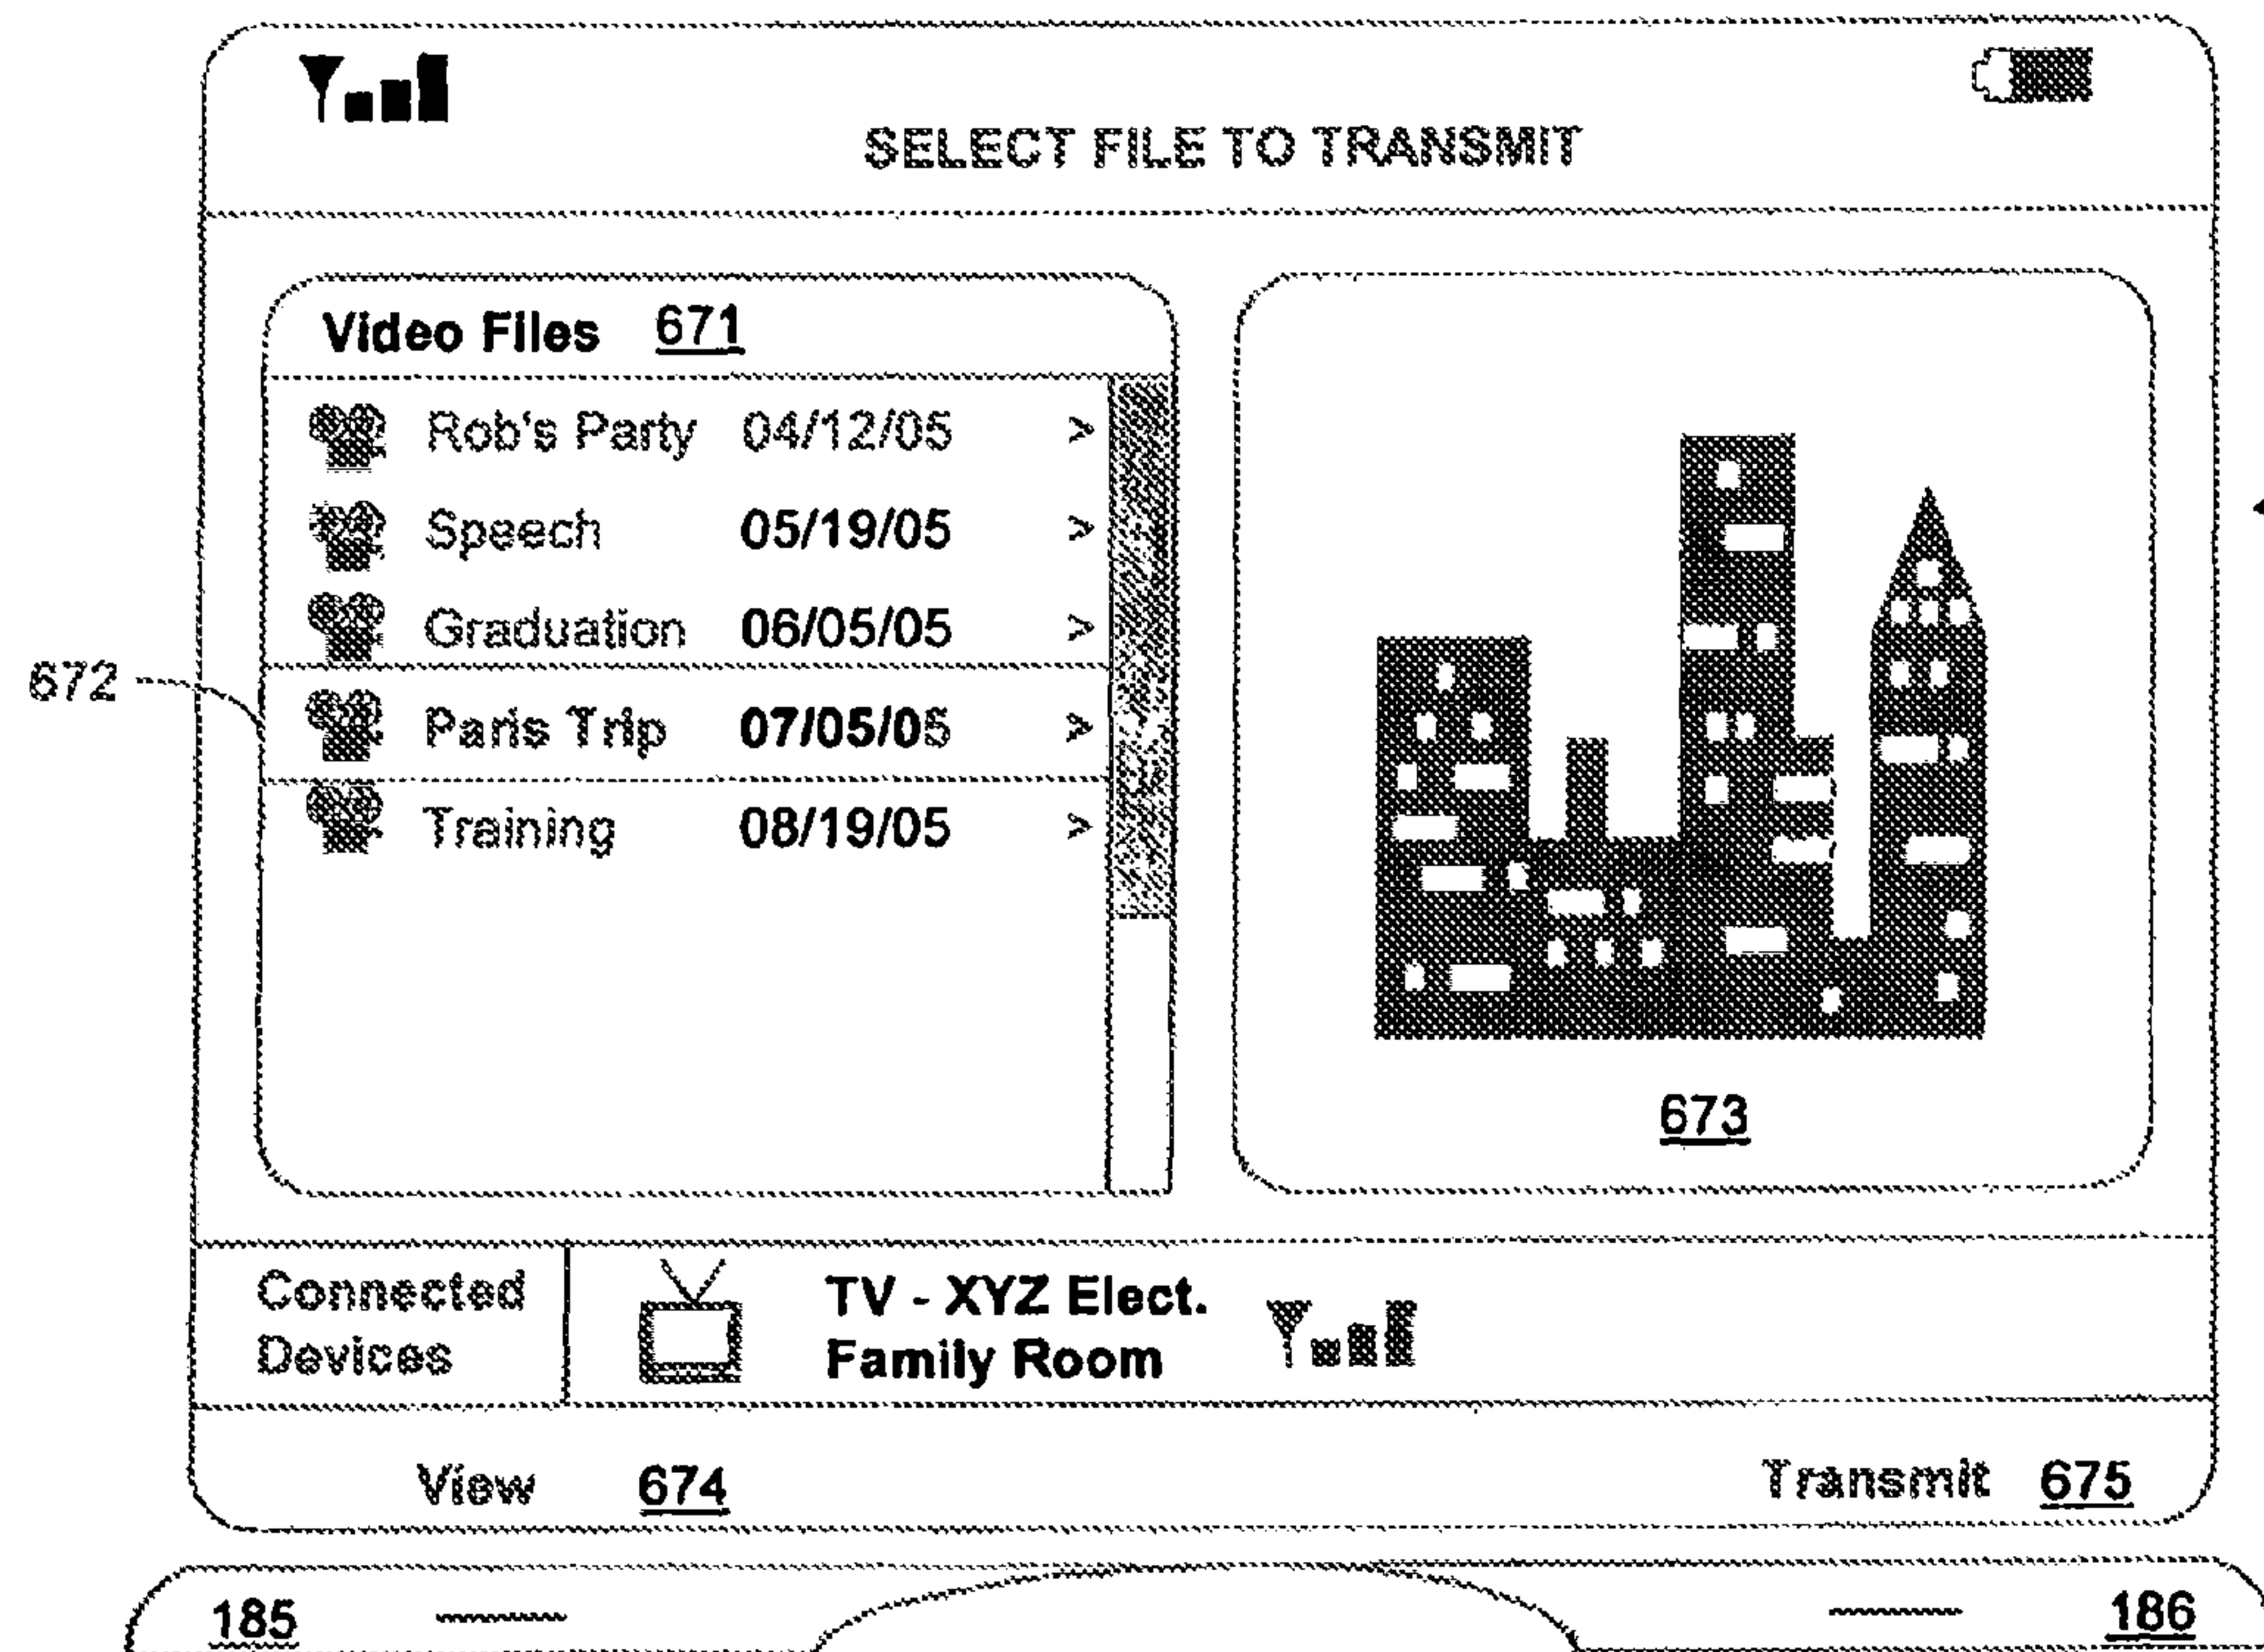 SELECT FILE TO TRANSMIT
Video Files 671
Rob's Party 04/12/05 >
Speech 05/19/05 >
Graduation 06/05/05 >
672
Paris Trip 07/05/05 >
Training 08/19/05 >
673
Connected
Devices
TV - XYZ Elect.
Family Room
View 674
Transmit 675
185
186